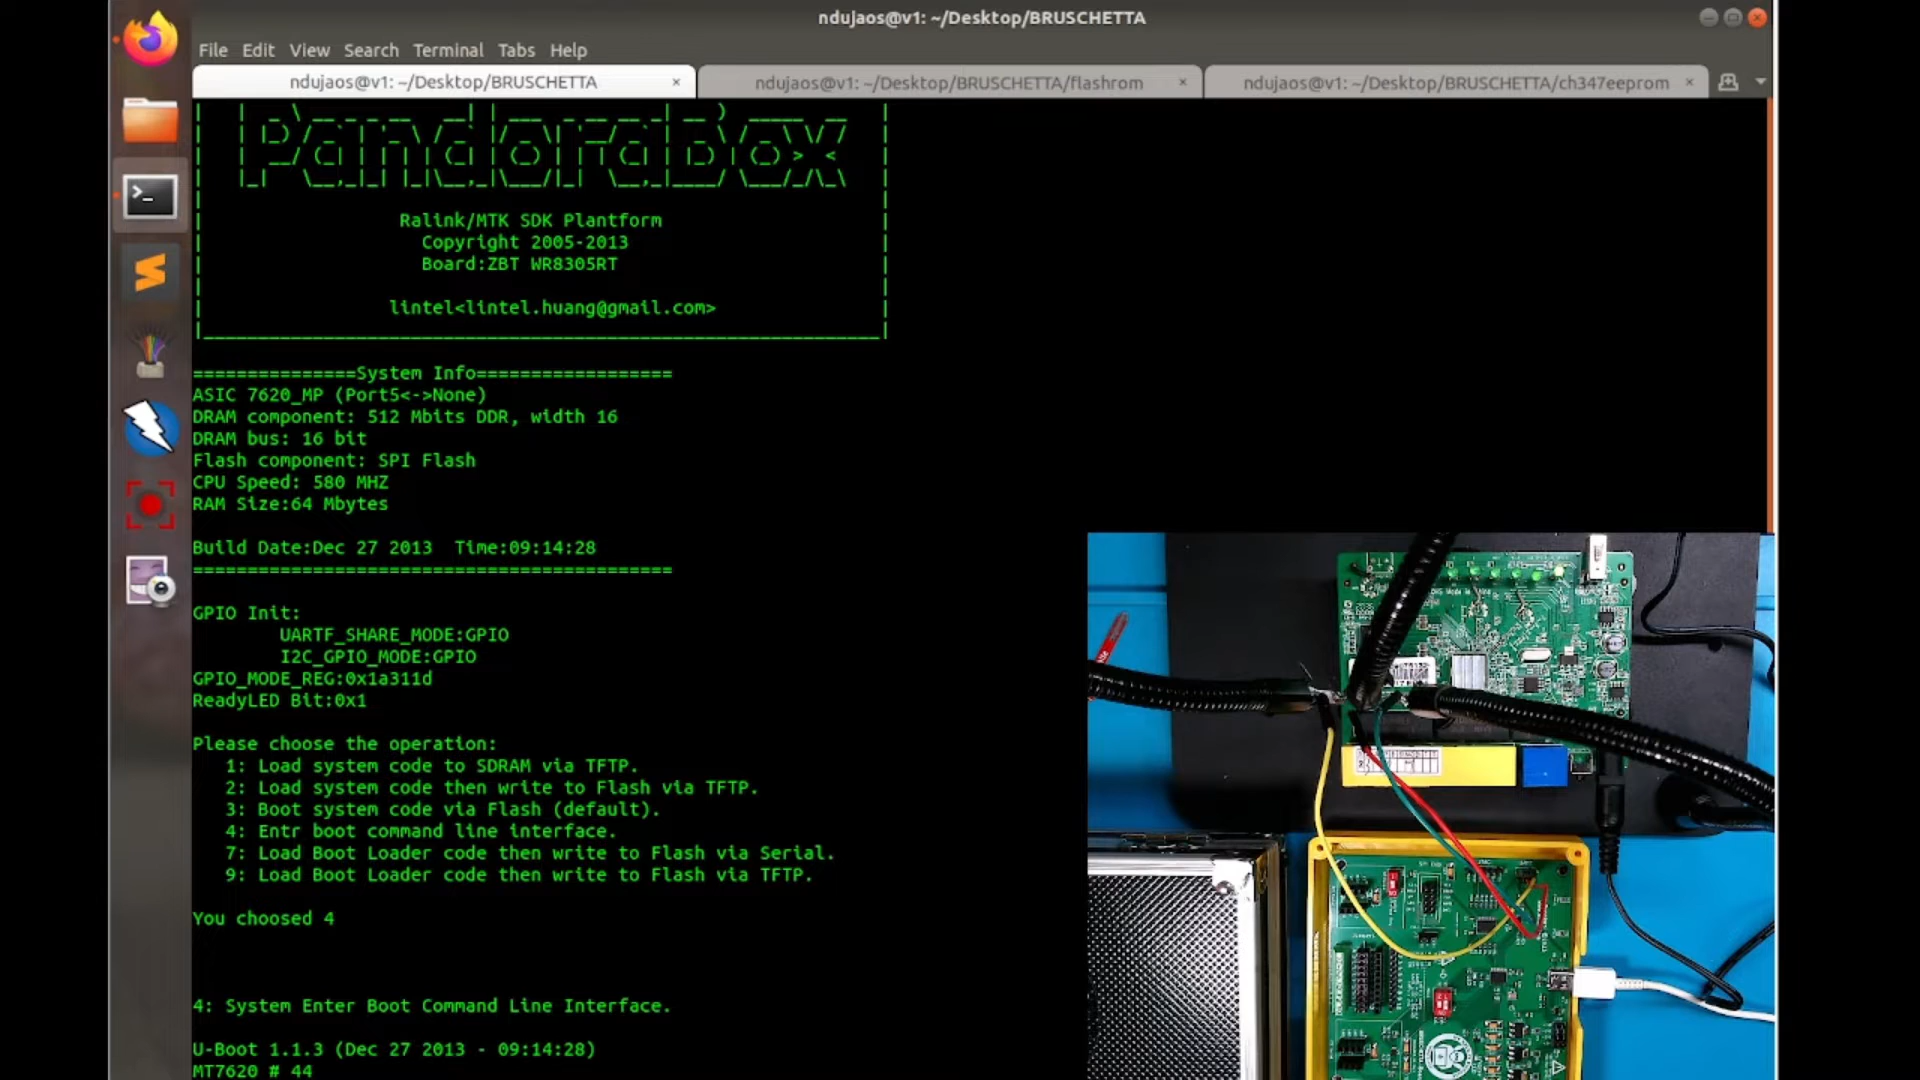 ndujaos@v1: ~/Desktop/BRUSCHETTA
File Edit View Search Terminal Tabs Help
ndujaos@v1: ~/Desktop/BRUSCHETTA × ndujaos@v1: ~/Desktop/BRUSCHETTA/flashrom × ndujaos@v1: ~/Desktop/BRUSCHETTA/ch347eeprom ×
PandoraBox
Ralink/MTK SDK Plantform
Copyright 2005-2013
Board:ZBT WR8305RT
lintel<lintel.huang@gmail.com>
===============System Info==================
ASIC 7620_MP (Port5<->None)
DRAM component: 512 Mbits DDR, width 16
DRAM bus: 16 bit
Flash component: SPI Flash
CPU Speed: 580 MHZ
RAM Size:64 Mbytes
Build Date:Dec 27 2013  Time:09:14:28
============================================
GPIO Init:
UARTF_SHARE_MODE:GPIO
I2C_GPIO_MODE:GPIO
GPIO_MODE_REG:0x1a311d
ReadyLED Bit:0x1
Please choose the operation:
1: Load system code to SDRAM via TFTP.
2: Load system code then write to Flash via TFTP.
3: Boot system code via Flash (default).
4: Entr boot command line interface.
7: Load Boot Loader code then write to Flash via Serial.
9: Load Boot Loader code then write to Flash via TFTP.
You choosed 4
4: System Enter Boot Command Line Interface.
U-Boot 1.1.3 (Dec 27 2013 - 09:14:28)
MT7620 # 44